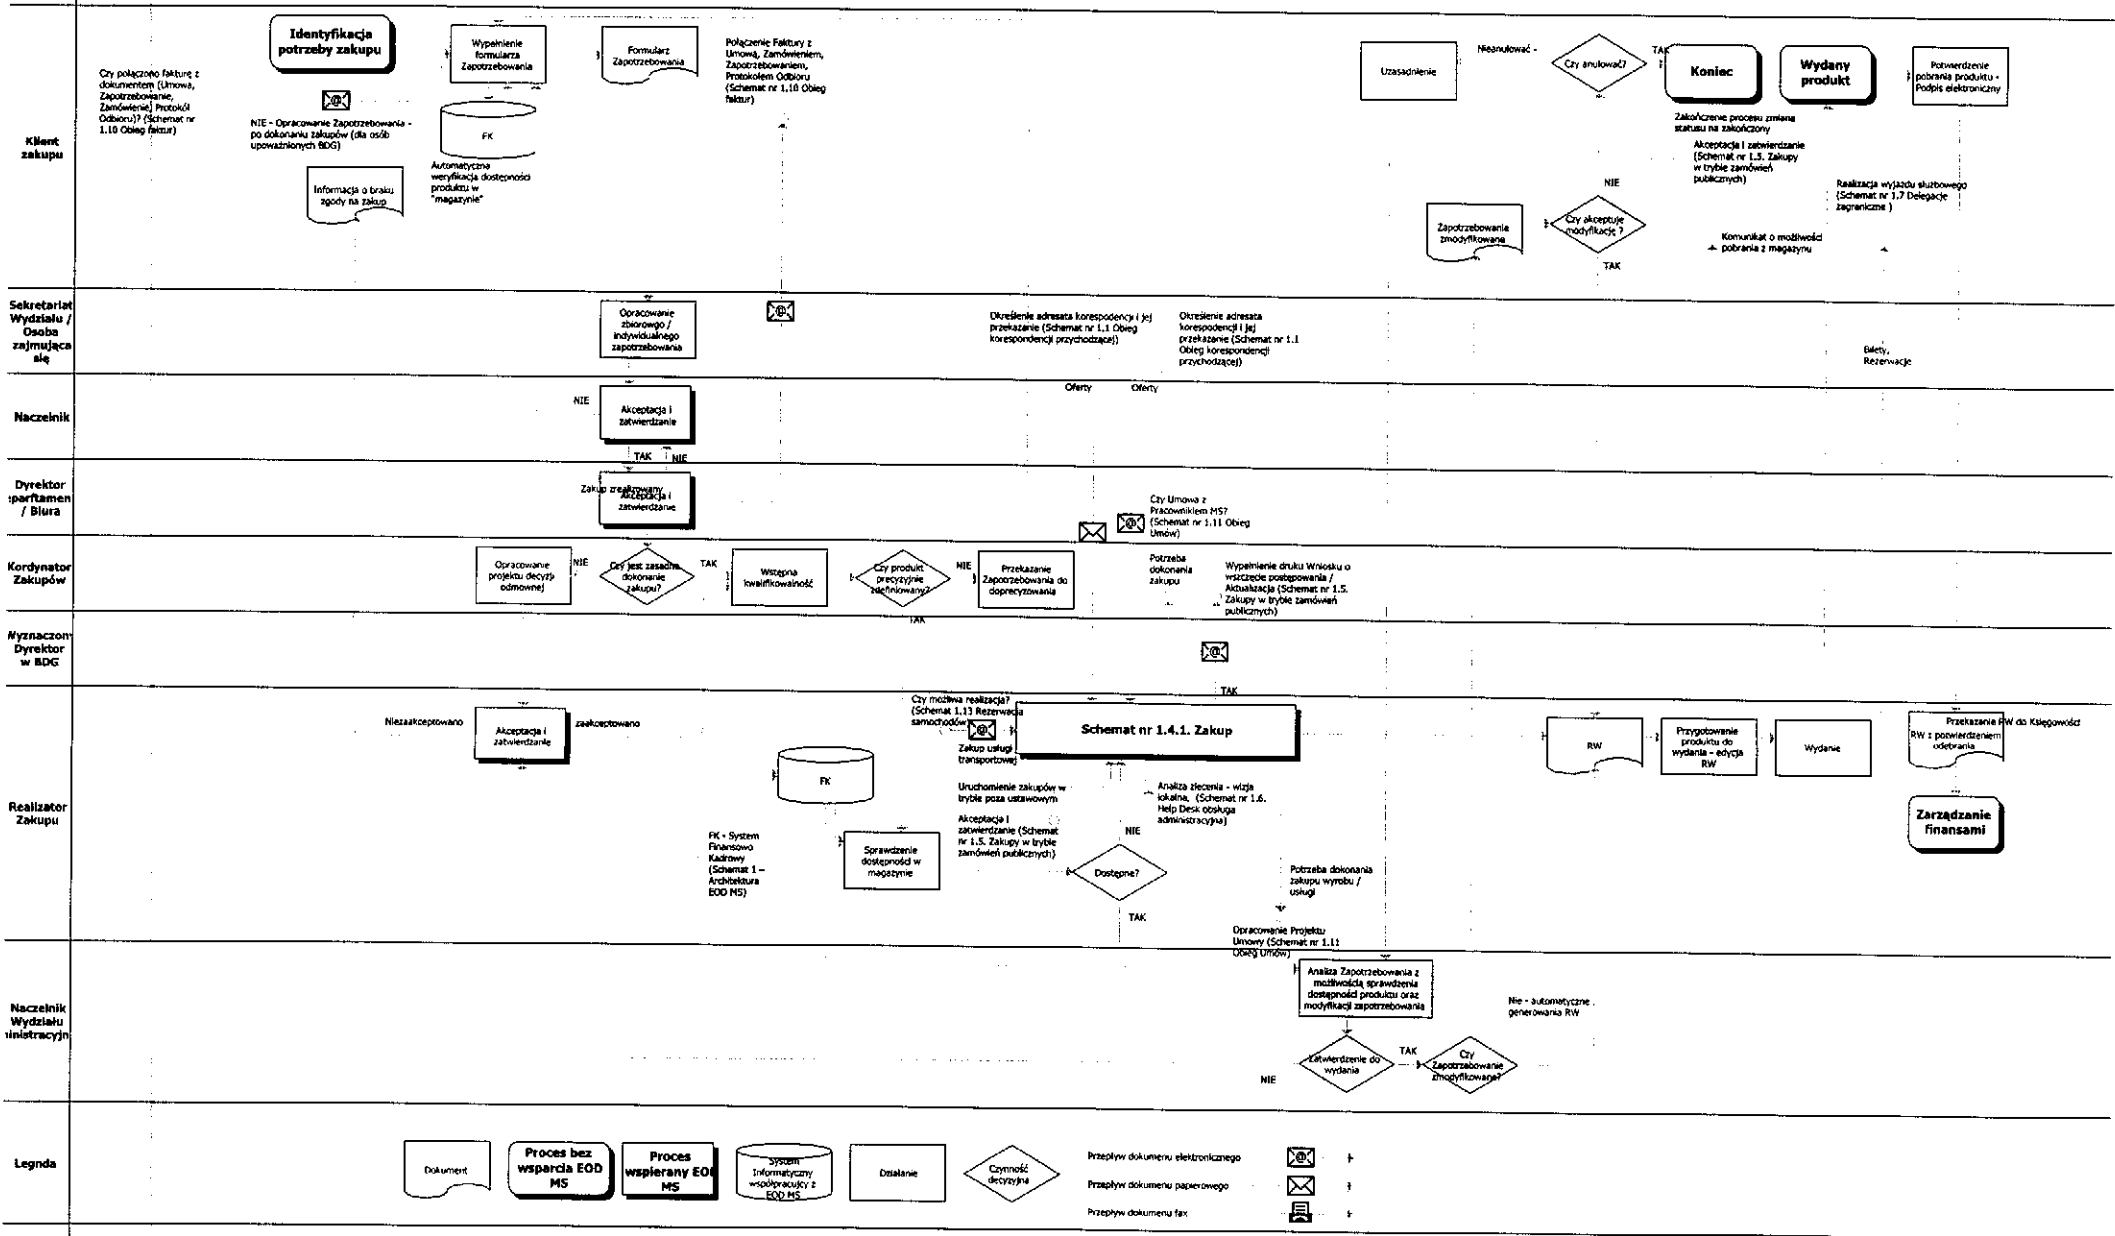 Klient
zakupu
Czy połączono fakturę z
dokumentem (Umowa,
Zapotrzebowanie,
Zamówienie, Protokół
Odbioru)? (Schemat nr
1.10 Obieg faktur)
Identyfikacja
potrzeby zakupu
NIE - Opracowanie Zapotrzebowania -
po dokonaniu zakupów (dla osób
upoważnionych BDG)
Informacja o braku
zgody na zakup
Wypełnienie
formularza
Zapotrzebowania
FK
Automatyczna
weryfikacja dostępności
produktu w
"magazynie"
Formularz
Zapotrzebowania
Połączenie Faktury z
Umową, Zamówieniem,
Zapotrzebowaniem,
Protokołem Odbioru
(Schemat nr 1.10 Obieg
faktur)
Uzasadnienie
Nieanulować -
Czy anulować?
TAK
Koniec
Zakończenie procesu zmiana
statusu na zakończony
Akceptacja i zatwierdzanie
(Schemat nr 1.5. Zakupy
w trybie zamówień
publicznych)
Wydany
produkt
Potwierdzenie
pobrania produktu -
Podpis elektroniczny
Realizacja wyjazdu służbowego
(Schemat nr 1.7 Delegacje
zagraniczne )
NIE
Zapotrzebowanie
zmodyfikowane
Czy akceptuje
modyfikację ?
TAK
Komunikat o możliwości
pobrania z magazynu
Sekretariat
Wydziału /
Osoba
zajmująca
się
Opracowanie
zbiorowgo /
indywidualnego
zapotrzebowania
Określenie adresata korespodencji i jej
przekazanie (Schemat nr 1.1 Obieg
korespondencji przychodzącej)
Określenie adresata
korespodencji i jej
przekazanie (Schemat nr 1.1
Obieg korespondencji
przychodzącej)
Bilety,
Rezerwacje
Naczelnik
NIE
Akceptacja i
zatwierdzanie
TAK
NIE
Oferty
Oferty
Dyrektor
parftamen
/ Biura
Zakup zrealizowany
Akceptacja i
zatwierdzanie
Czy Umowa z
Pracownikiem MS?
(Schemat nr 1.11 Obieg
Umów)
Kordynator
Zakupów
Opracowanie
projektu decyzji
odmownej
NIE
Czy jest zasadne
dokonanie
zakupu?
TAK
Wstępna
kwalifikowalność
Czy produkt
precyzyjnie
zdefiniowany?
NIE
TAK
Przekazanie
Zapotrzebowania do
doprecyzowania
Potrzeba
dokonania
zakupu
Wypełnienie druku Wniosku o
wszczęcie postępowania /
Aktualizacja (Schemat nr 1.5.
Zakupy w trybie zamówień
publicznych)
Wyznaczon
Dyrektor
w BDG
TAK
Realizator
Zakupu
Niezaakceptowano
Akceptacja i
zatwierdzanie
zaakceptowano
FK
FK - System
Finansowo
Kadrowy
(Schemat 1 –
Architektura
EOD MS)
Sprawdzenie
dostępności w
magazynie
Czy możliwa realizacja?
(Schemat 1.13 Rezerwacja
samochodów
Zakup usługi
transportowej
Schemat nr 1.4.1. Zakup
Uruchomienie zakupów w
trybie poza ustawowym
Akceptacja i
zatwierdzanie (Schemat
nr 1.5. Zakupy w trybie
zamówień publicznych)
Analiza zlecenia - wizja
lokalna, (Schemat nr 1.6.
Help Desk obsługa
administracyjna)
NIE
Dostępne?
TAK
Potrzeba dokonania
zakupu wyrobu /
usługi
Opracowanie Projektu
Umowy (Schemat nr 1.11
Obieg Umów)
RW
Przygotowanie
produktu do
wydania - edycja
RW
Wydanie
Przekazanie RW do Księgowości
RW z potwierdzeniem
odebrania
Zarządzanie
finansami
Naczelnik
Wydziału
inistracyjn
Analiza Zapotrzebowania z
możliwością sprawdzenia
dostępności produktu oraz
modyfikacji zapotrzebowania
Zatwierdzenie do
wydania
NIE
TAK
Czy
Zapotrzebowanie
zmodyfikowane?
Nie - automatyczne
generowania RW
Legnda
Dokument
Proces bez
wsparcia EOD
MS
Proces
wspierany EOD
MS
System
Informatyczny
współpracujcy z
EOD MS
Działanie
Czynność
decyzyjna
Przepływ dokumenu elektronicznego
Przepływ dokumenu papierowego
Przepływ dokumenu fax